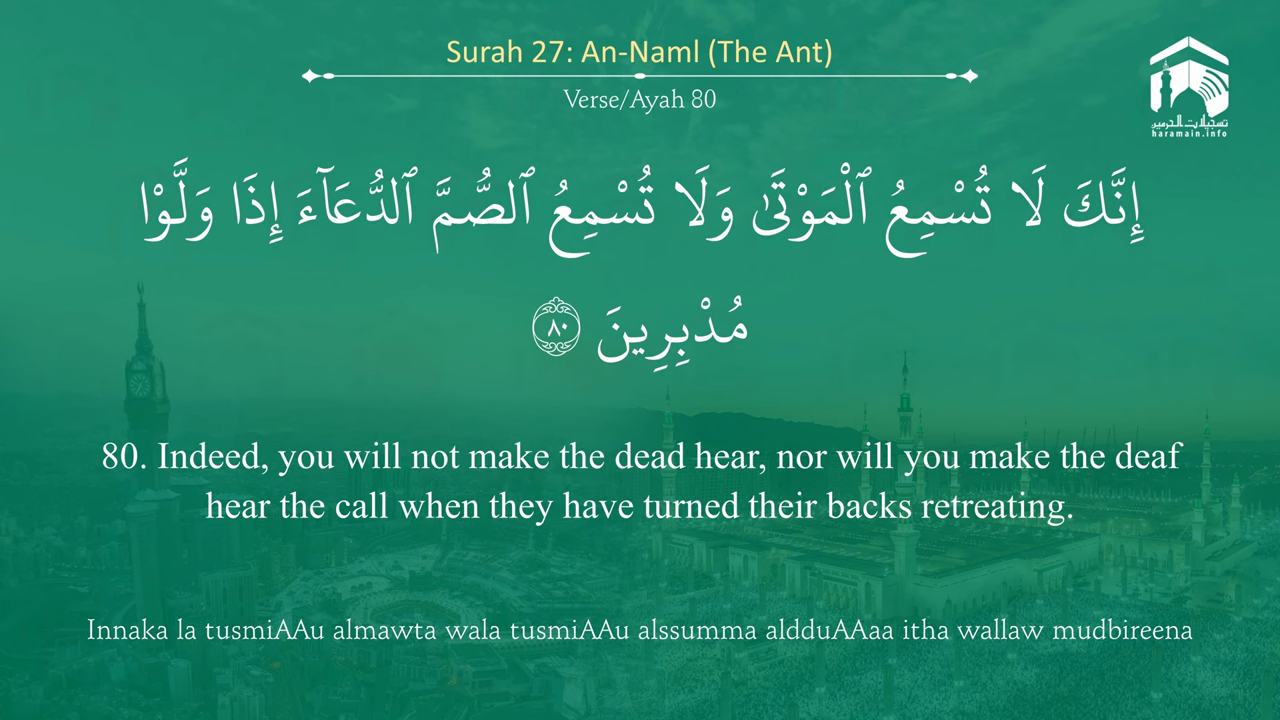 Surah 27: An-Naml (The Ant)
Verse/Ayah 80
تسجيلات الحرمين
haramain.info
إِنَّكَ لَا تُسْمِعُ ٱلْمَوْتَىٰ وَلَا تُسْمِعُ ٱلصُّمَّ ٱلدُّعَآءَ إِذَا وَلَّوْا۟
مُدْبِرِينَ ٨٠
80. Indeed, you will not make the dead hear, nor will you make the deaf
hear the call when they have turned their backs retreating.
Innaka la tusmiAAu almawta wala tusmiAAu alssumma aldduAAaa itha wallaw mudbireena